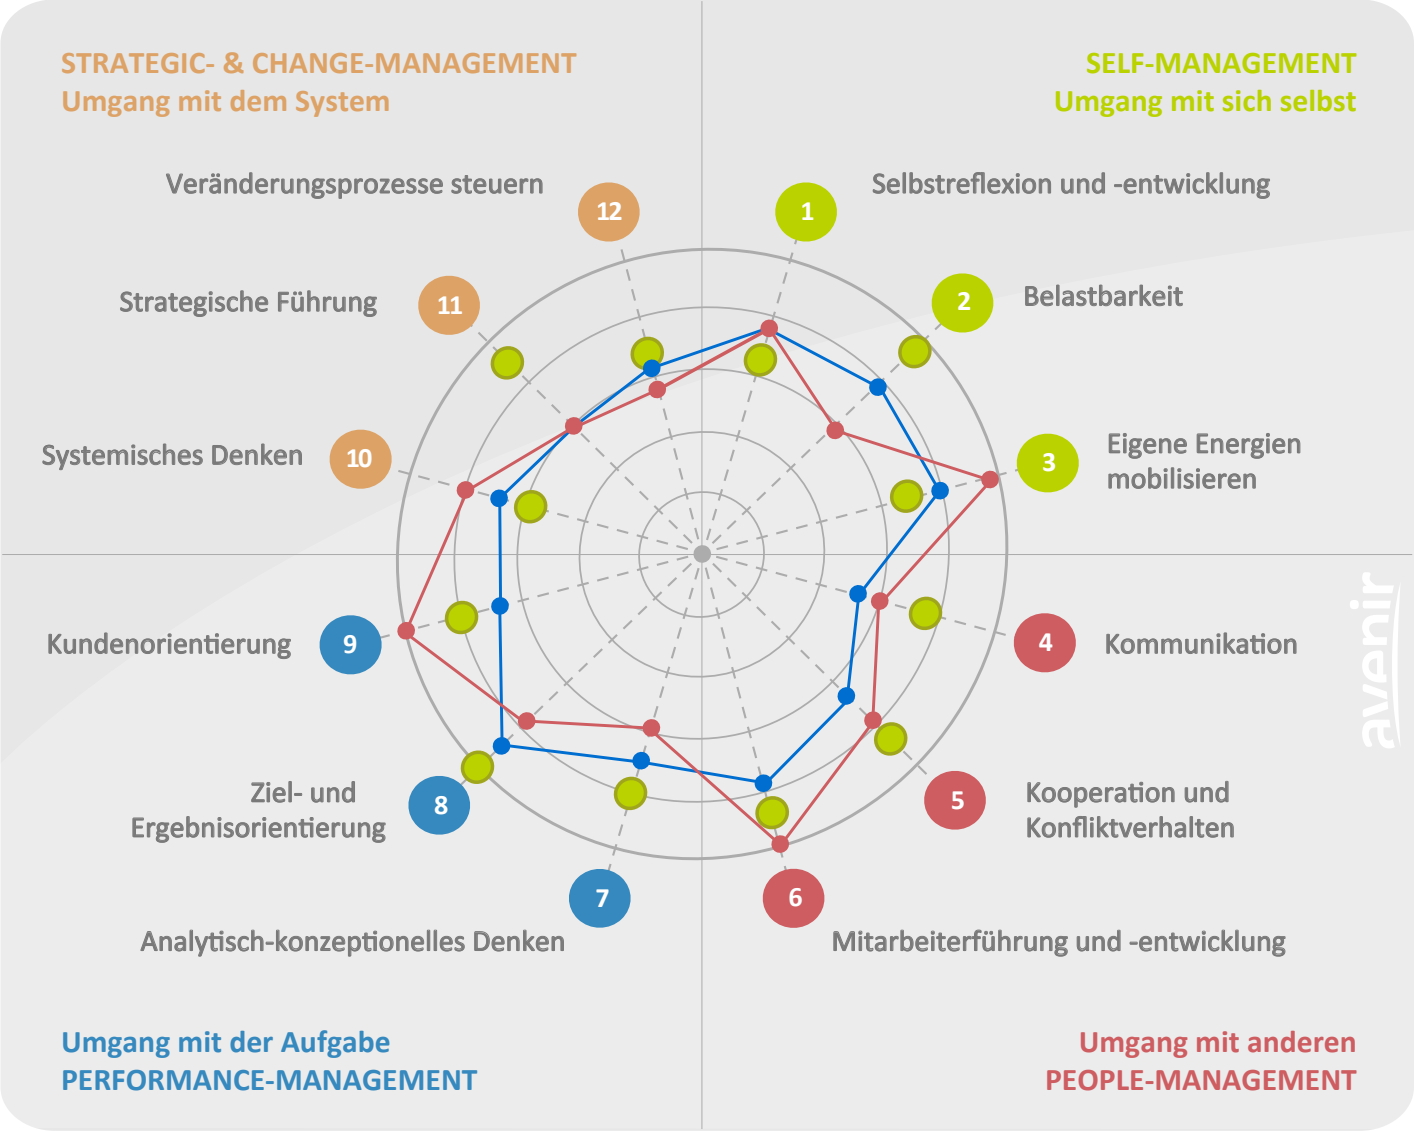 STRATEGIC- & CHANGE-MANAGEMENT
Umgang mit dem System
SELF-MANAGEMENT
Umgang mit sich selbst
Veränderungsprozesse steuern
12
1
Selbstreflexion und -entwicklung
Strategische Führung
11
2
Belastbarkeit
Systemisches Denken
10
3
Eigene Energien
mobilisieren
Kundenorientierung
9
4
Kommunikation
avenir
Ziel- und
Ergebnisorientierung
8
5
Kooperation und
Konfliktverhalten
7
6
Analytisch-konzeptionelles Denken
Mitarbeiterführung und -entwicklung
Umgang mit der Aufgabe
PERFORMANCE-MANAGEMENT
Umgang mit anderen
PEOPLE-MANAGEMENT